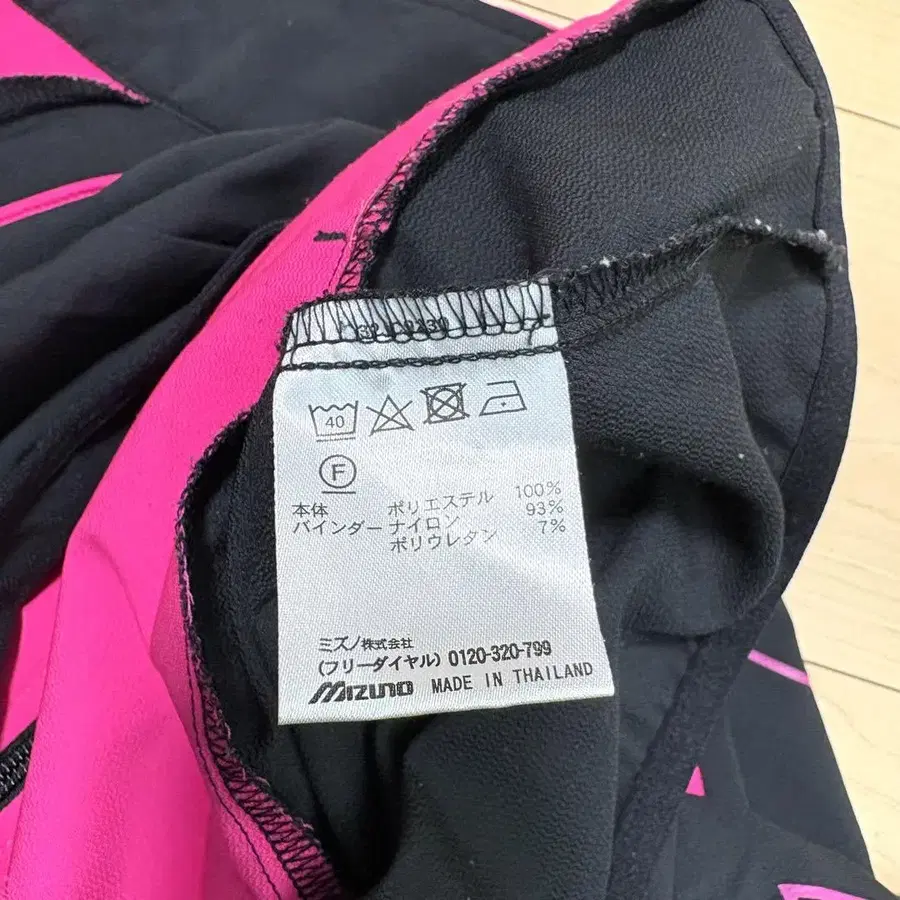 40
F
本体 ポリエステル 100%
バインダー ナイロン 93%
ポリウレタン 7%
ミズノ株式会社
(フリーダイヤル) 0120-320-799
MIZUNO MADE IN THAILAND